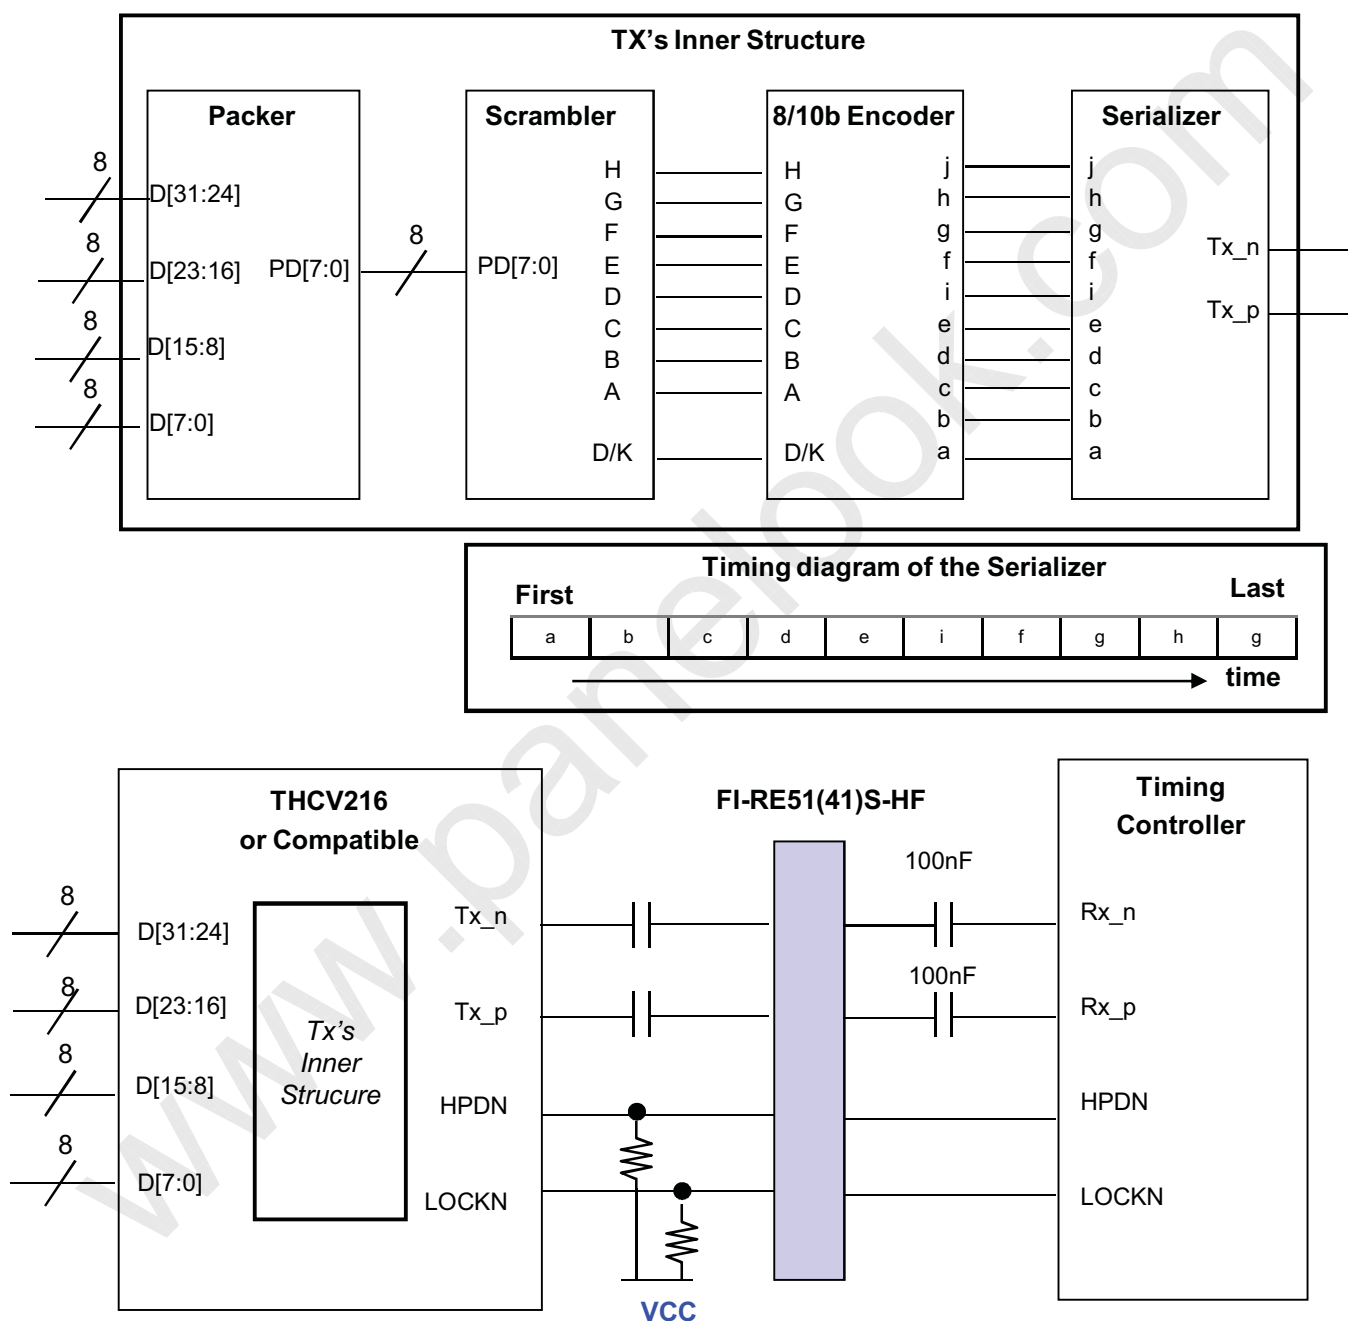 TX's Inner Structure
Packer
Scrambler
8/10b Encoder
Serializer
8
D[31:24]
8
D[23:16]
8
D[15:8]
8
D[7:0]
PD[7:0]
8
PD[7:0]
H
G
F
E
D
C
B
A
D/K
H
G
F
E
D
C
B
A
D/K
j
h
g
f
i
e
d
c
b
a
j
h
g
f
i
e
d
c
b
a
Tx_n
Tx_p
Timing diagram of the Serializer
First
Last
a b c d e i f g h g
time
THCV216
or Compatible
FI-RE51(41)S-HF
Timing
Controller
8
D[31:24]
8
D[23:16]
8
D[15:8]
8
D[7:0]
Tx's
Inner
Strucure
Tx_n
Tx_p
HPDN
LOCKN
100nF
100nF
Rx_n
Rx_p
HPDN
LOCKN
VCC
www.panelook.com